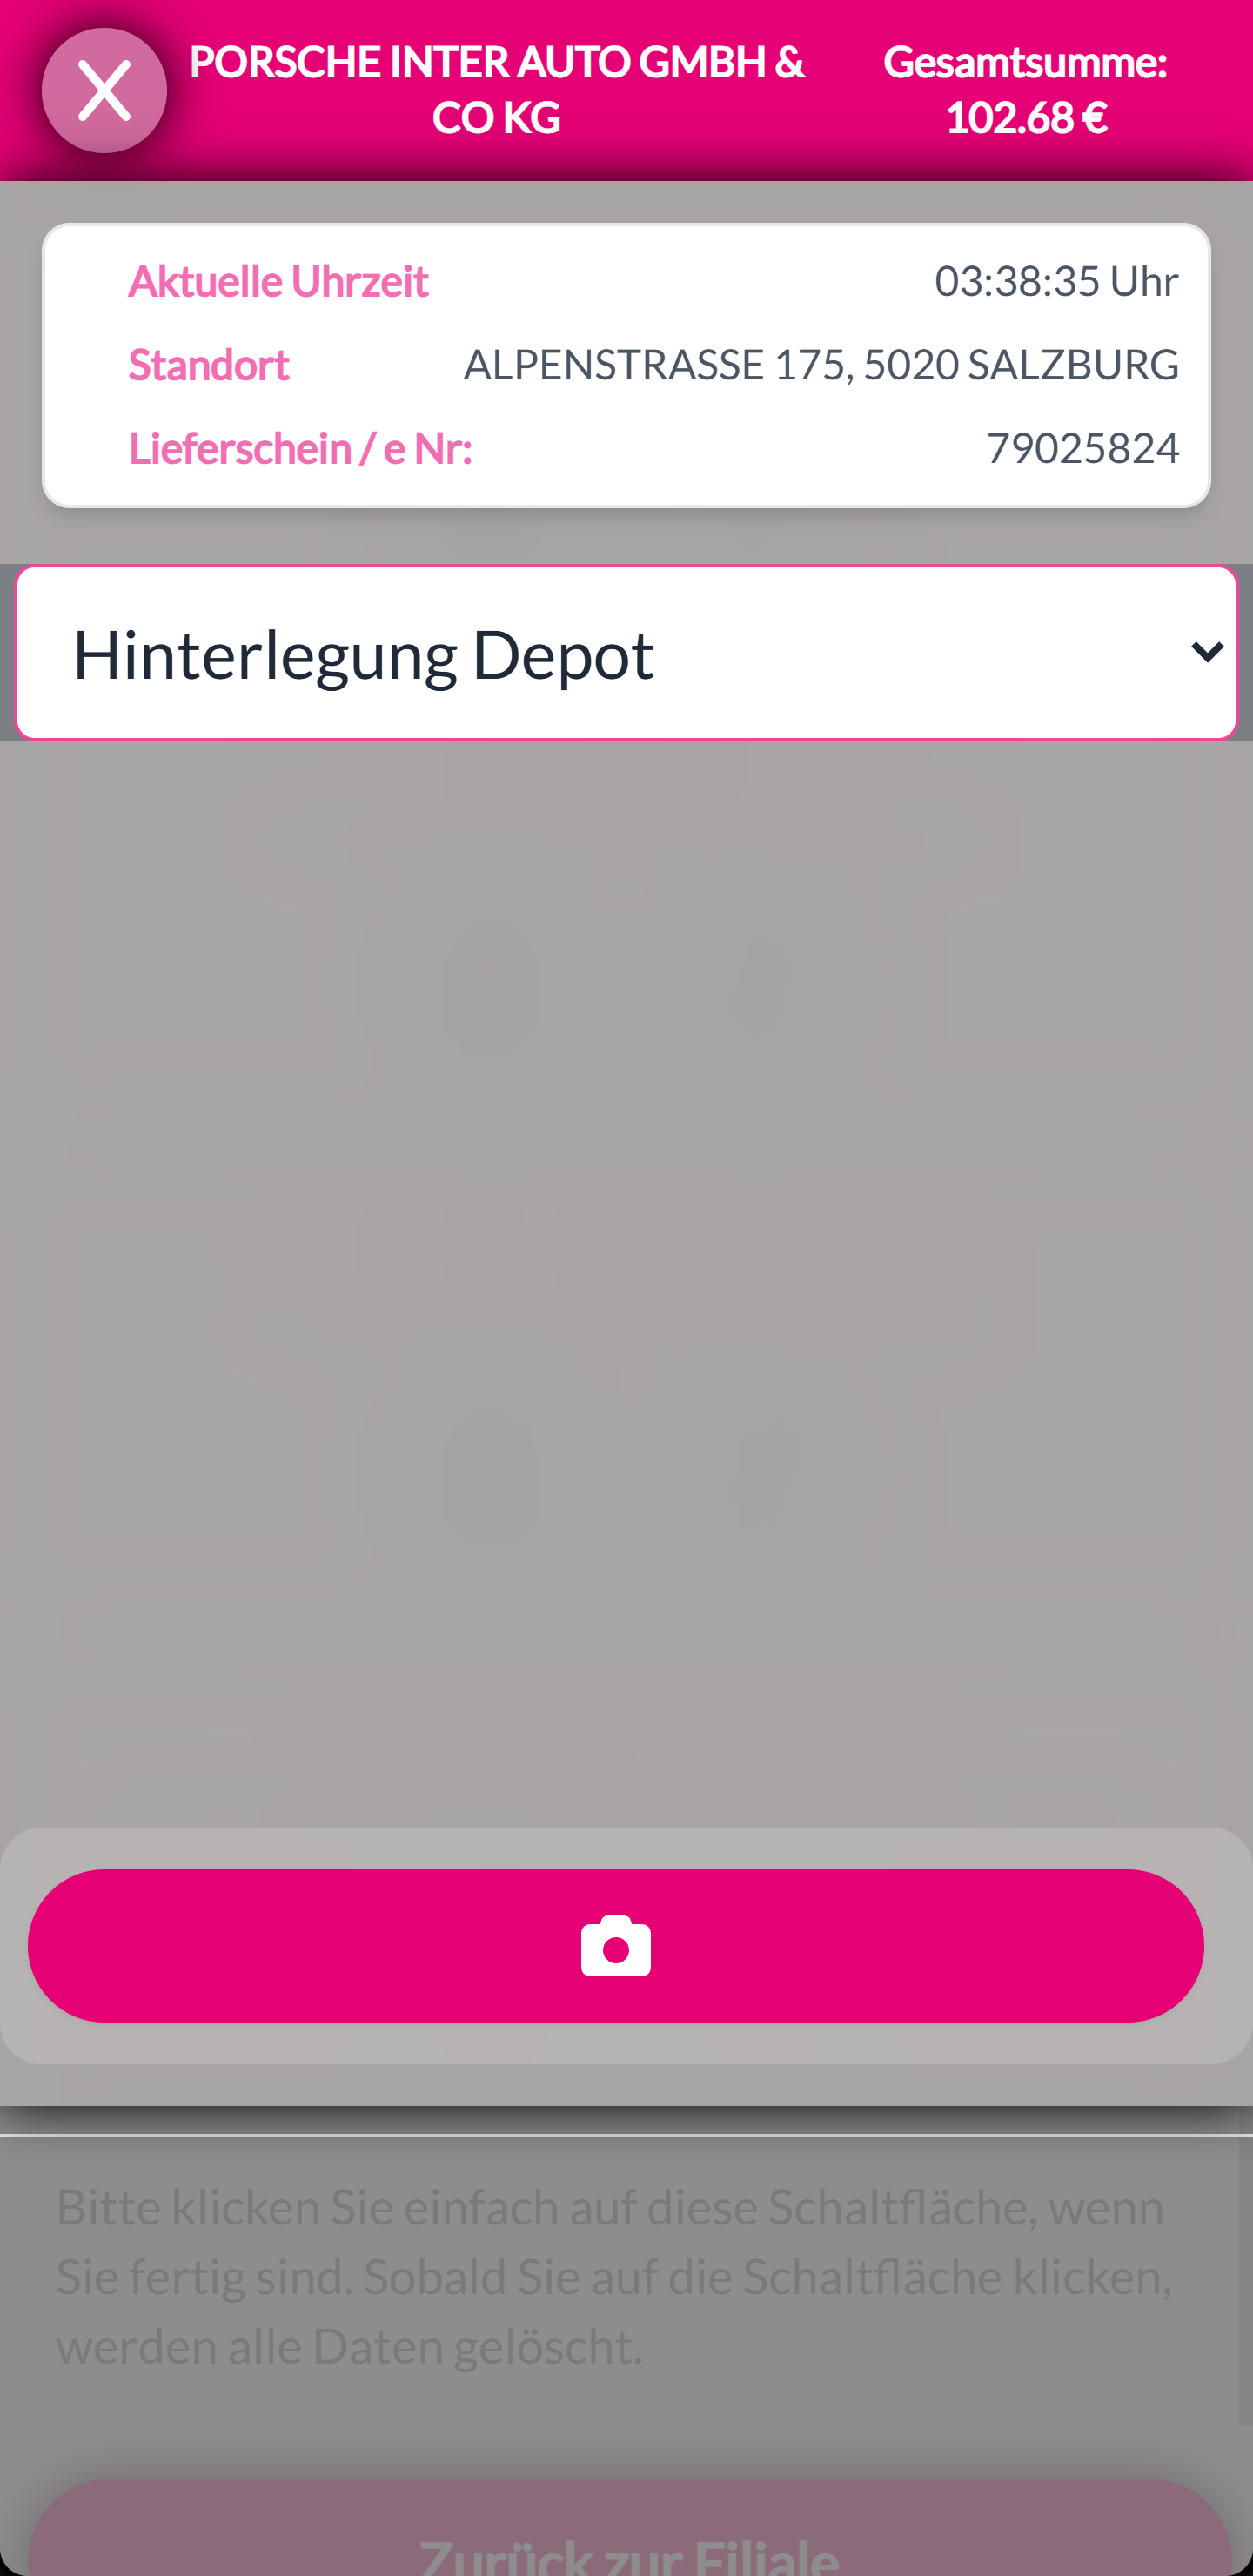 PORSCHE INTER AUTO GMBH &
CO KG
Gesamtsumme:
102.68 €
Aktuelle Uhrzeit 03:38:35 Uhr
Standort ALPENSTRASSE 175, 5020 SALZBURG
Lieferschein / e Nr: 79025824
Hinterlegung Depot
Bitte klicken Sie einfach auf diese Schaltfläche, wenn
Sie fertig sind. Sobald Sie auf die Schaltfläche klicken,
werden alle Daten gelöscht.
Zurück zur Filiale